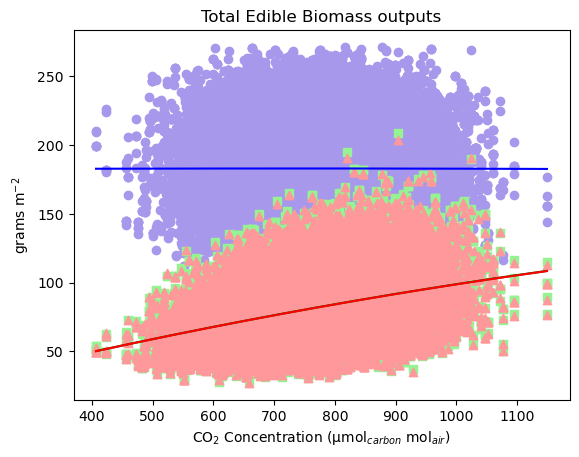 Total Edible Biomass outputs
grams m⁻²
250
200
150
100
50
400 500 600 700 800 900 1000 1100
CO₂ Concentration (μmol_carbon mol_air)